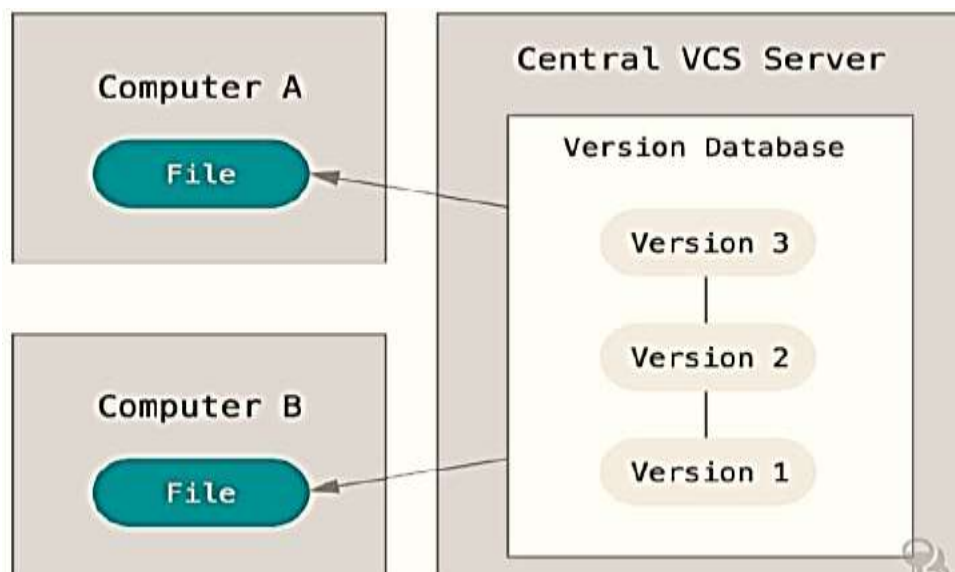 Computer A
File
Computer B
File
Central VCS Server
Version Database
Version 3
Version 2
Version 1